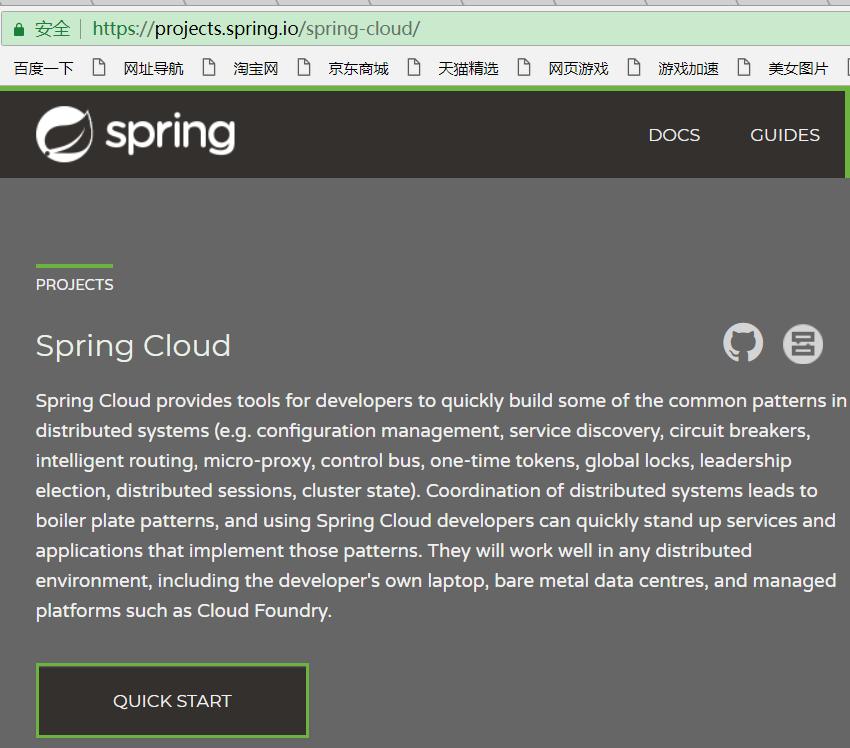 安全 https://projects.spring.io/spring-cloud/
百度一下 网址导航 淘宝网 京东商城 天猫精选 网页游戏 游戏加速 美女图片
spring DOCS GUIDES
PROJECTS
Spring Cloud
Spring Cloud provides tools for developers to quickly build some of the common patterns in
distributed systems (e.g. configuration management, service discovery, circuit breakers,
intelligent routing, micro-proxy, control bus, one-time tokens, global locks, leadership
election, distributed sessions, cluster state). Coordination of distributed systems leads to
boiler plate patterns, and using Spring Cloud developers can quickly stand up services and
applications that implement those patterns. They will work well in any distributed
environment, including the developer's own laptop, bare metal data centres, and managed
platforms such as Cloud Foundry.
QUICK START